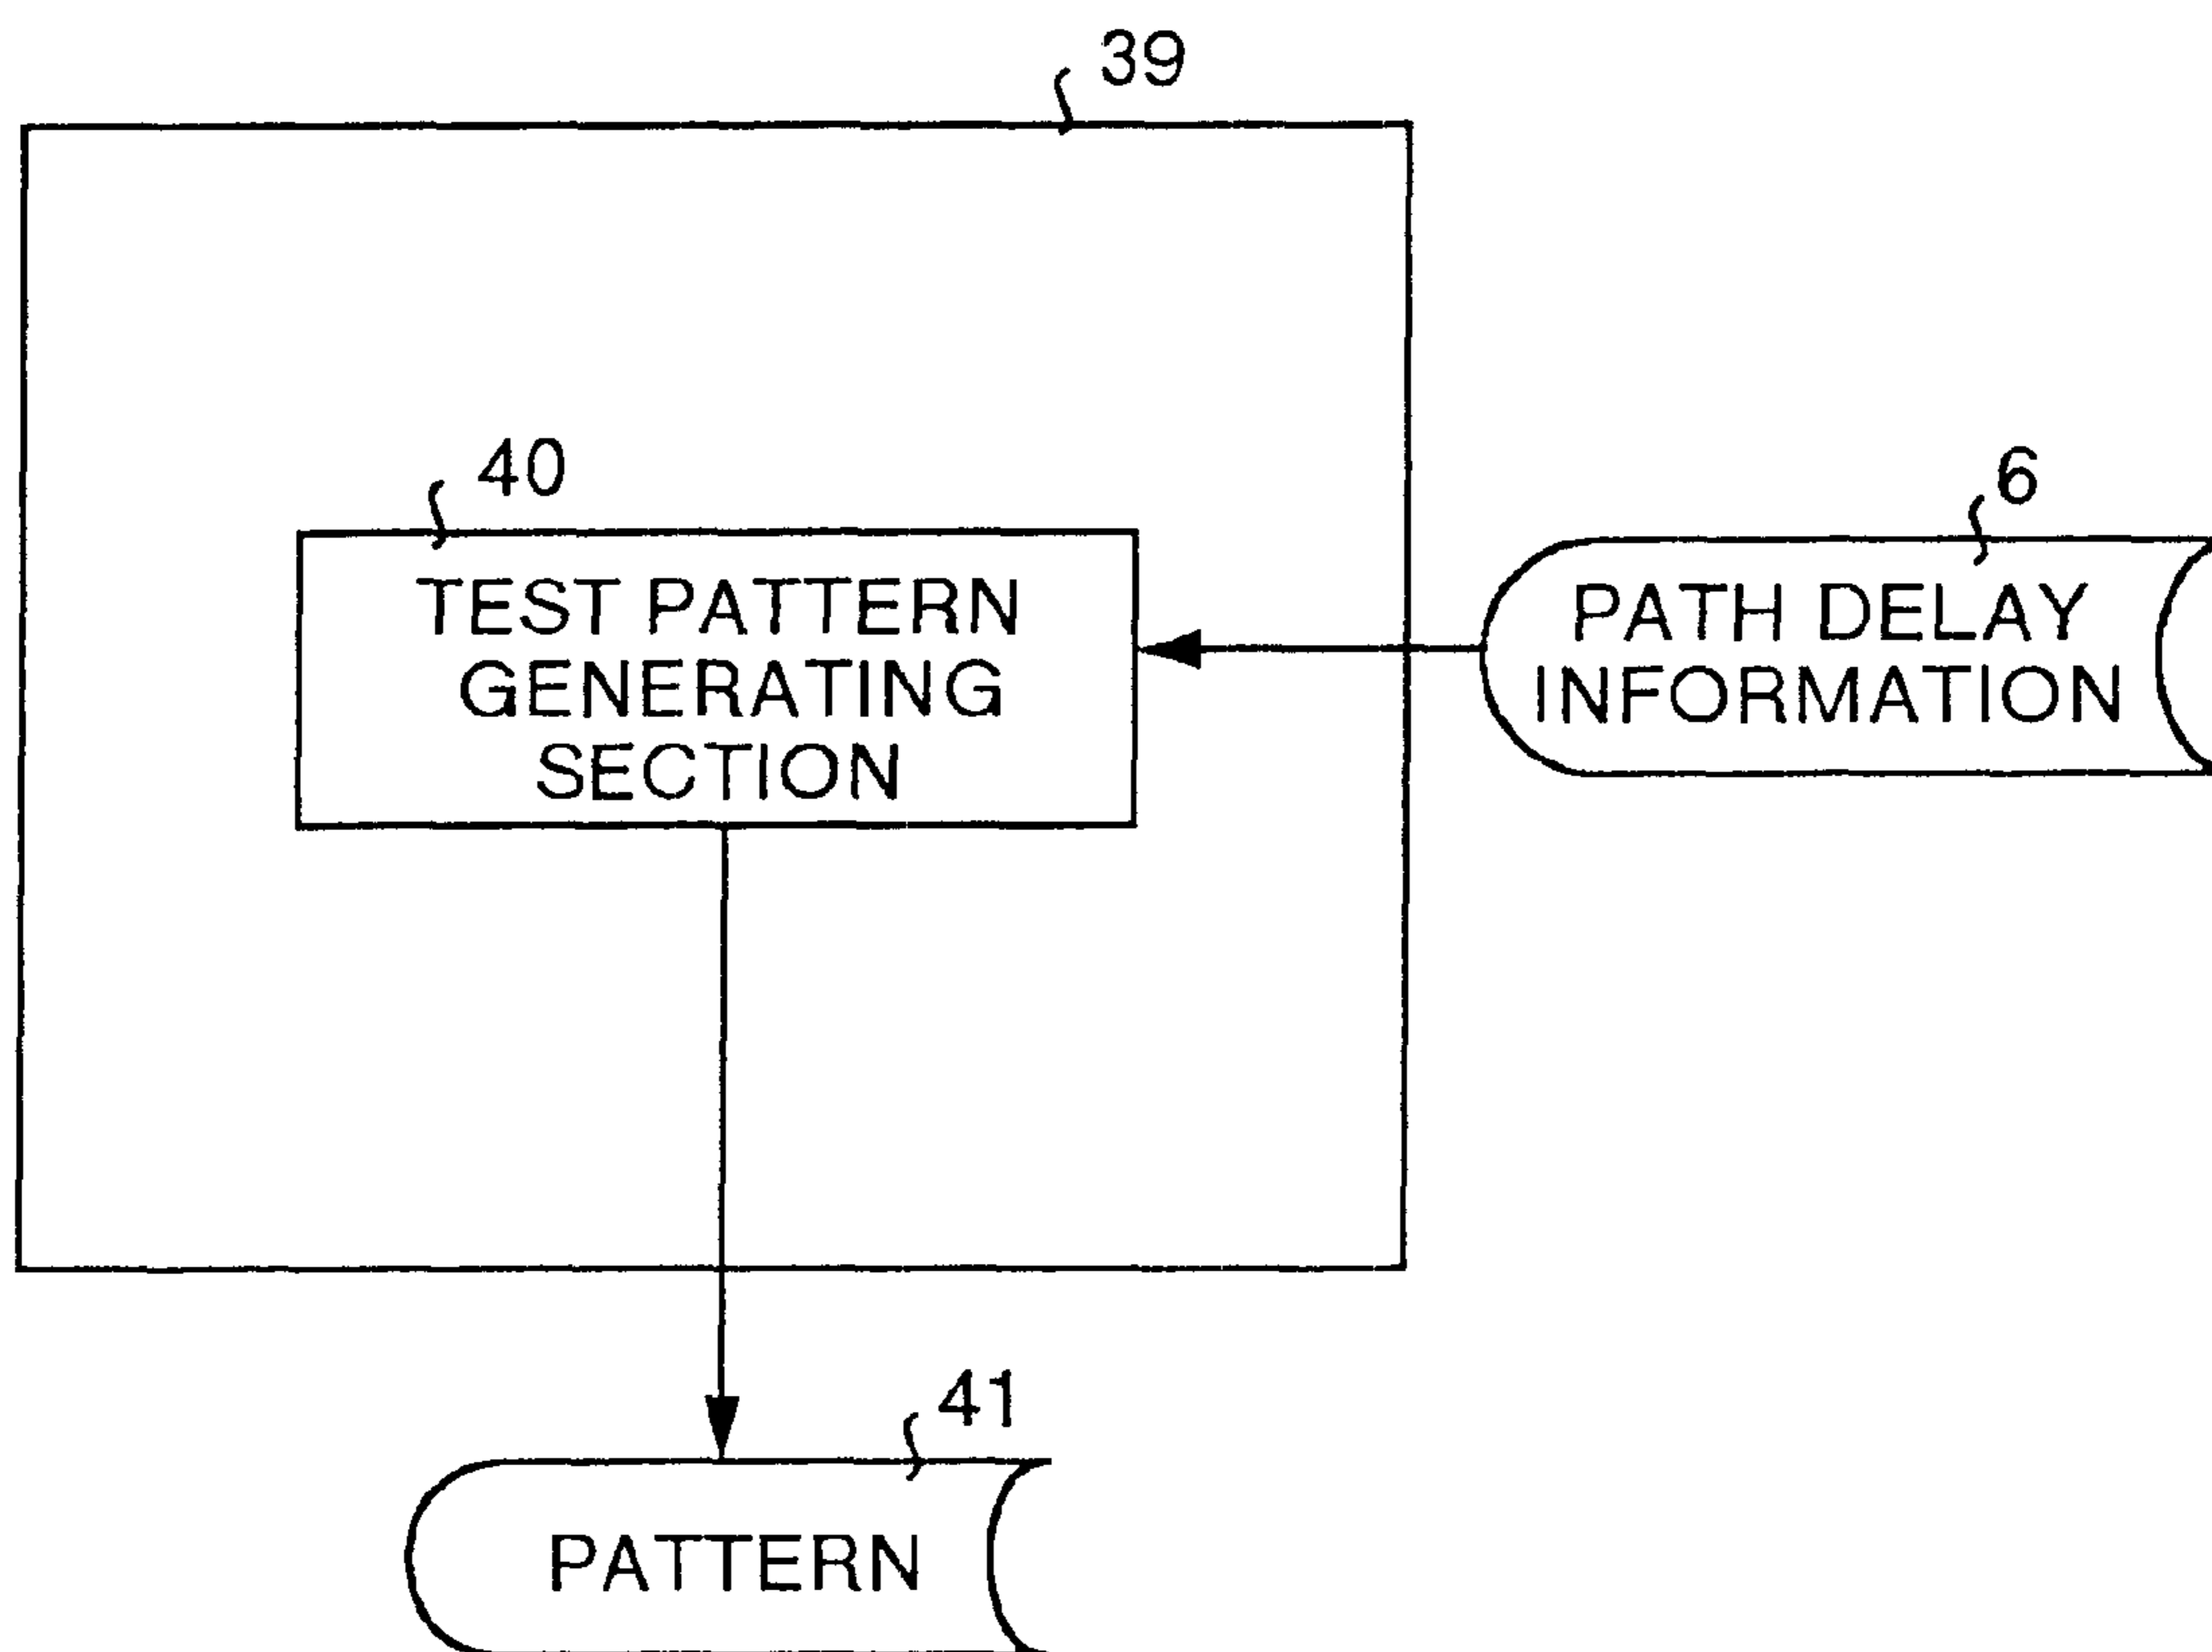 39
40
TEST PATTERN
GENERATING
SECTION
6
PATH DELAY
INFORMATION
41
PATTERN